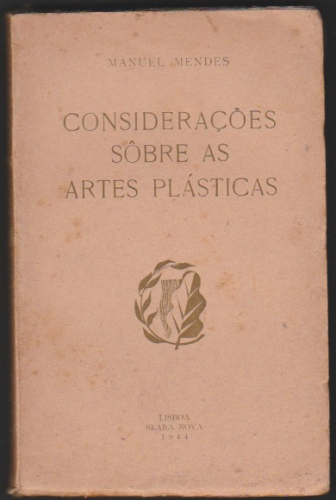 MANUEL MENDES
CONSIDERAÇÕES
SÔBRE AS
ARTES PLÁSTICAS
LISBOA
SEARA NOVA
1944